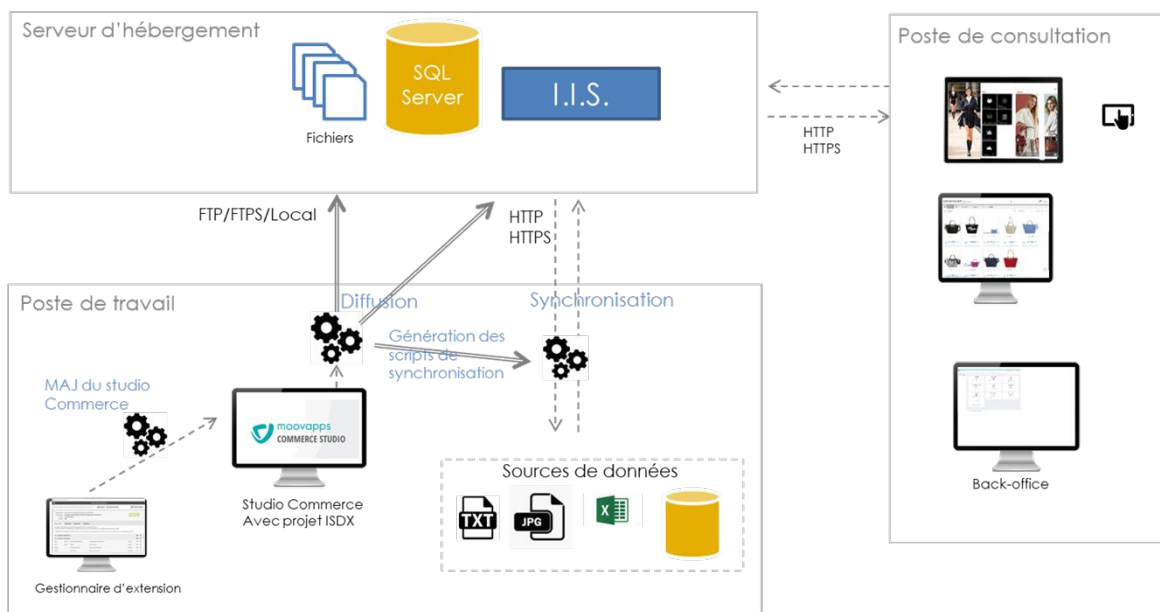 Serveur d'hébergement
SQL
Server
I.I.S.
Fichiers
Poste de consultation
HTTP
HTTPS
FTP/FTPS/Local
HTTP
HTTPS
Poste de travail
Diffusion
Synchronisation
Génération des
scripts de
synchronisation
MAJ du studio
Commerce
moovapps
COMMERCE STUDIO
Studio Commerce
Avec projet ISDX
Gestionnaire d'extension
Sources de données
TXT
JPG
X
Back-office